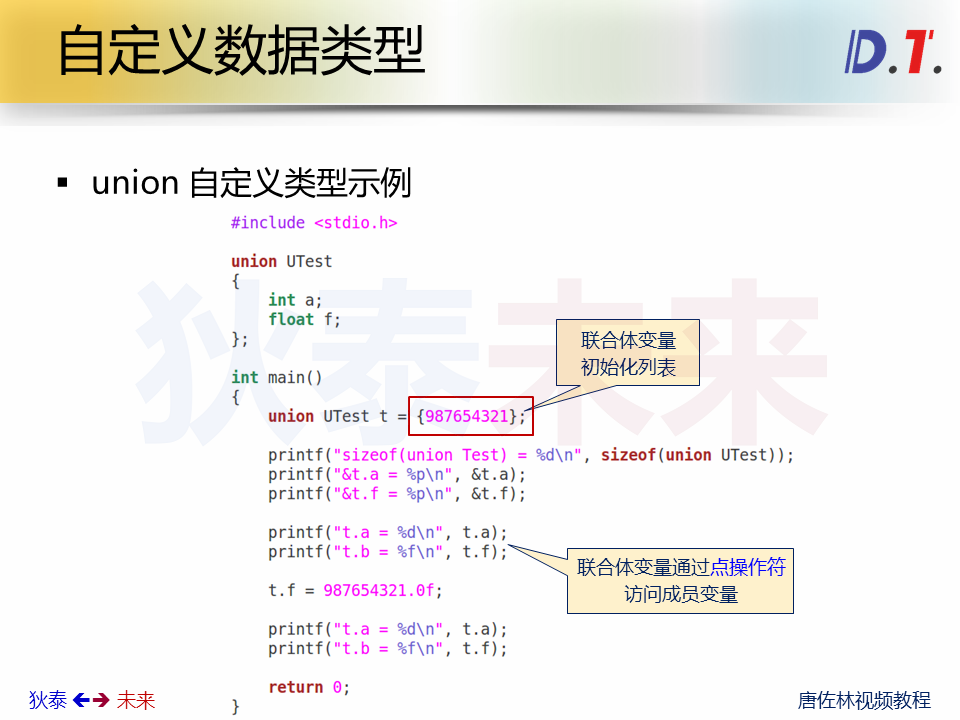 自定义数据类型
D.T.
▪ union 自定义类型示例
#include <stdio.h>
union UTest
{
    int a;
    float f;
};
int main()
{
    union UTest t = {987654321};
联合体变量
初始化列表
    printf("sizeof(union Test) = %d\n", sizeof(union UTest));
    printf("&t.a = %p\n", &t.a);
    printf("&t.f = %p\n", &t.f);
    printf("t.a = %d\n", t.a);
    printf("t.b = %f\n", t.f);
联合体变量通过点操作符
访问成员变量
    t.f = 987654321.0f;
    printf("t.a = %d\n", t.a);
    printf("t.b = %f\n", t.f);
    return 0;
}
狄泰未来
狄泰 🡸🡺 未来
唐佐林视频教程